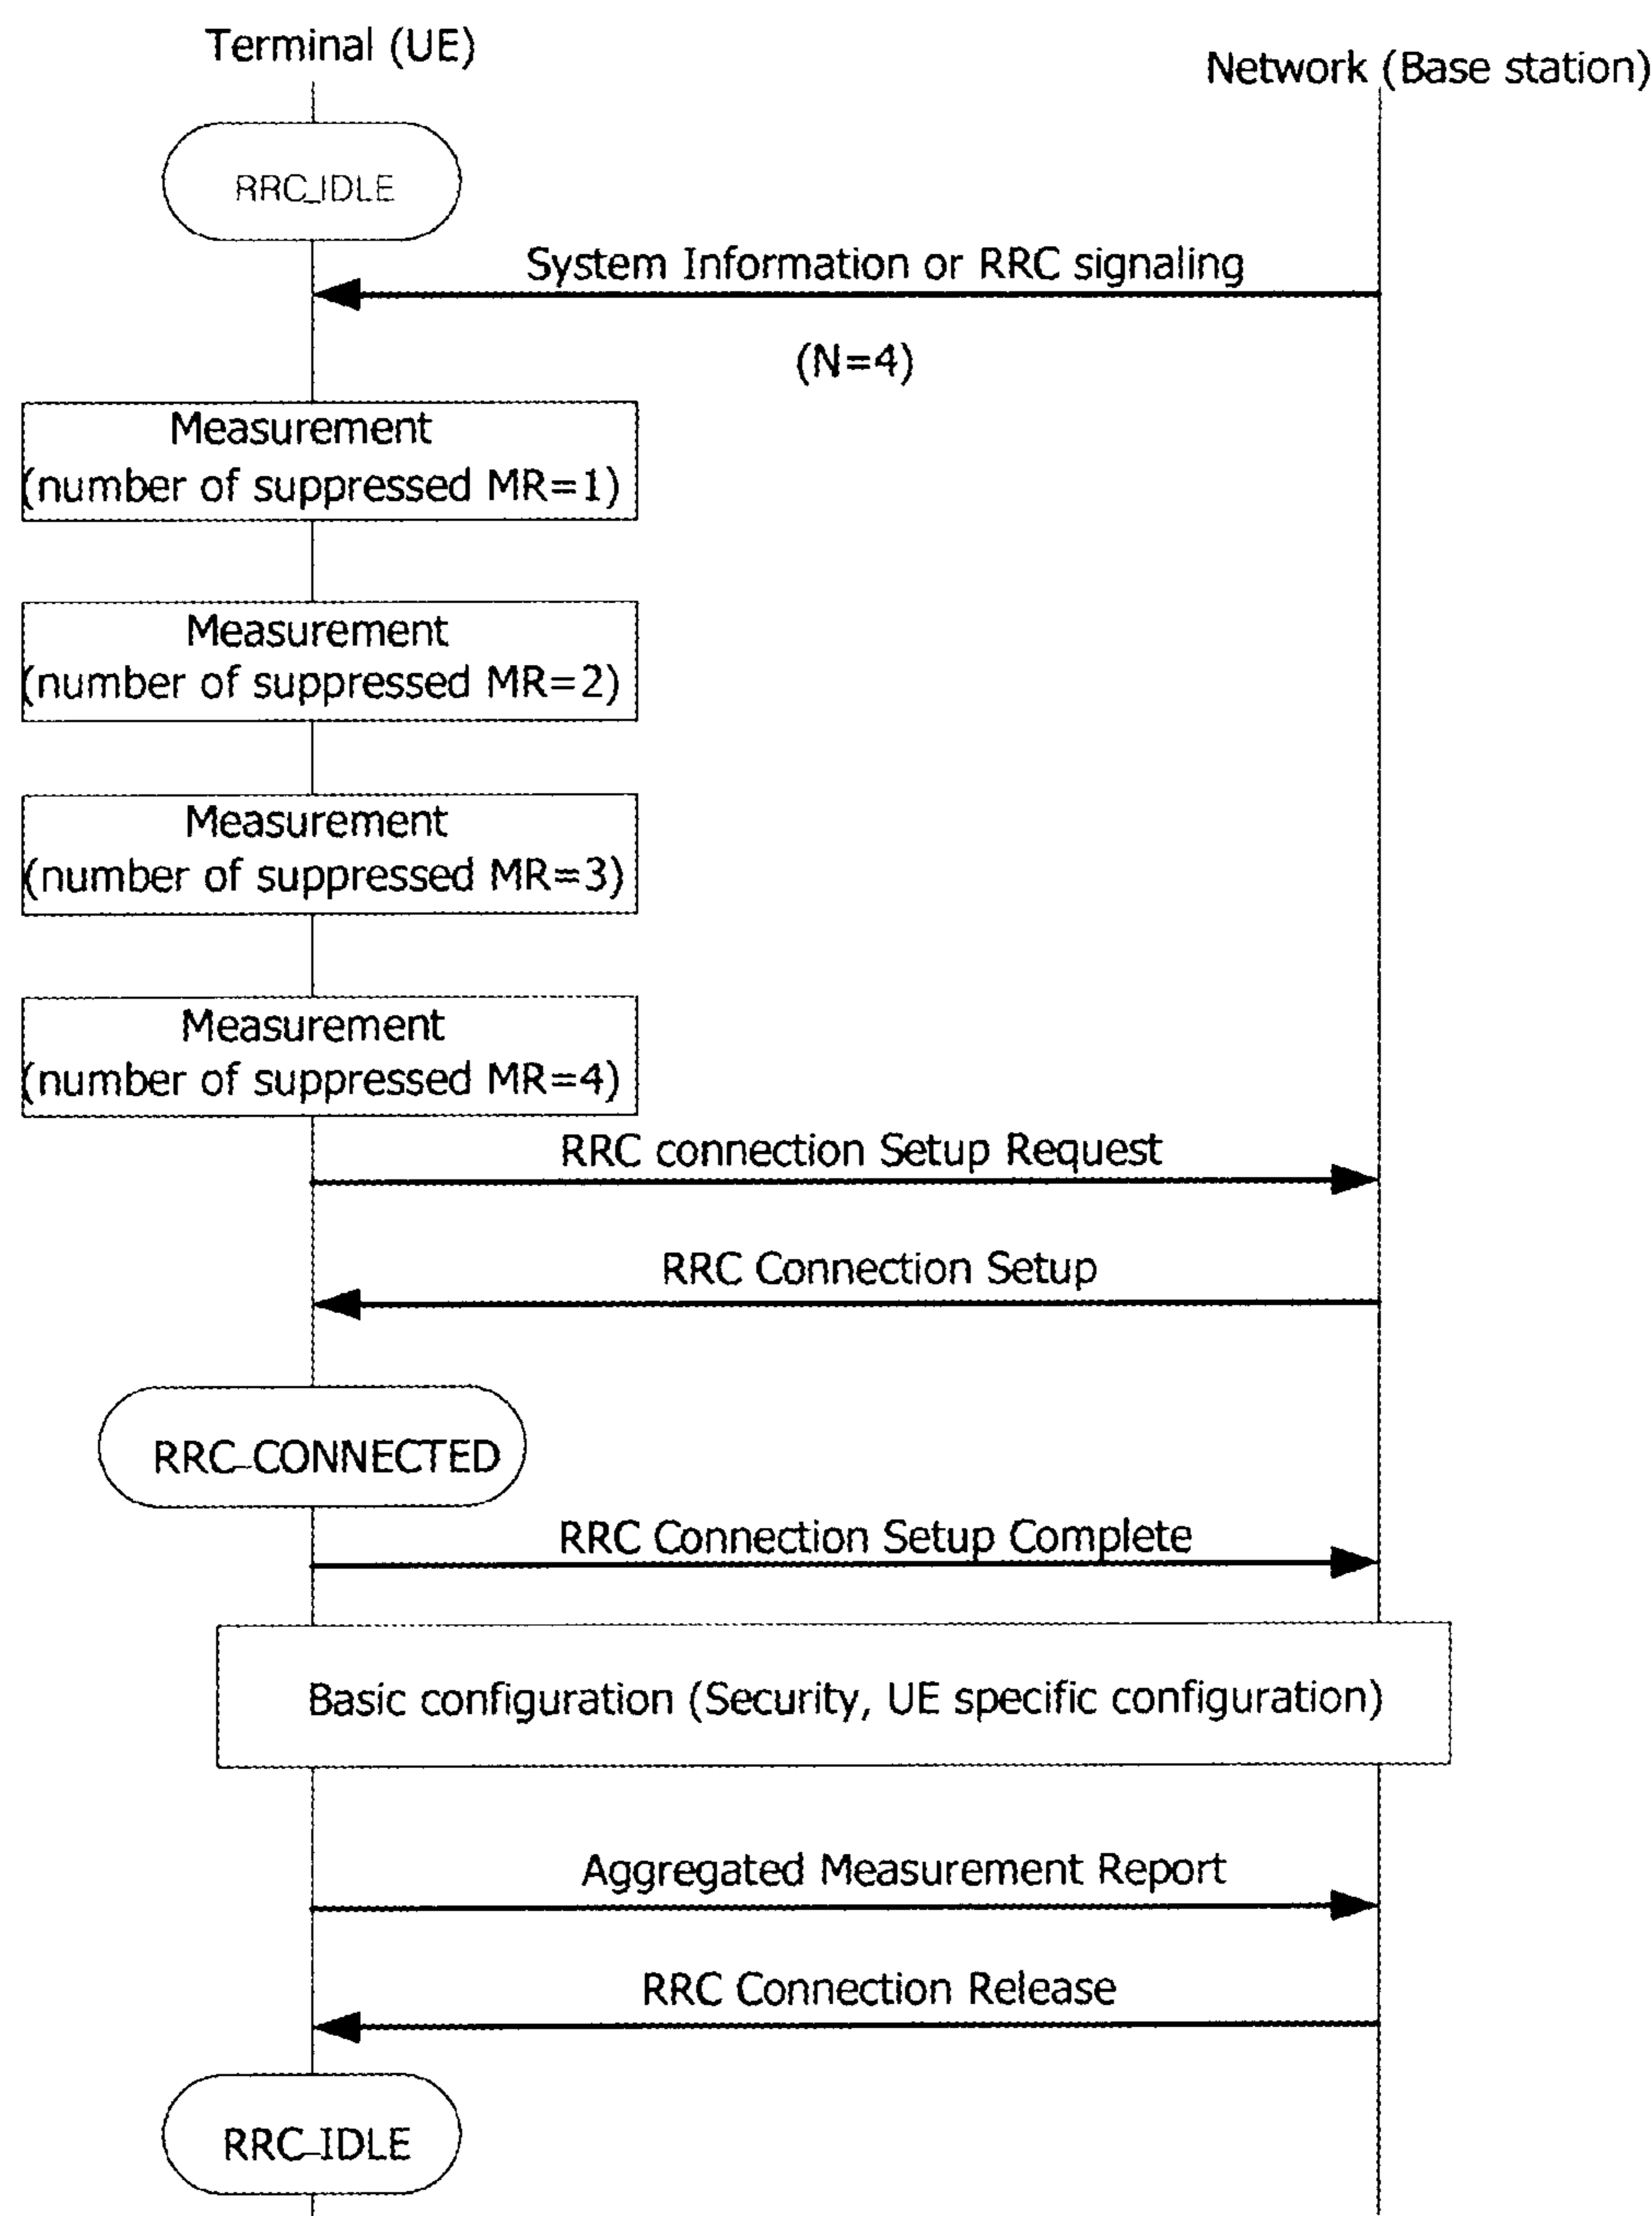 Terminal (UE)
Network (Base station)
RRC_IDLE
System Information or RRC signaling
(N=4)
Measurement
(number of suppressed MR=1)
Measurement
(number of suppressed MR=2)
Measurement
(number of suppressed MR=3)
Measurement
(number of suppressed MR=4)
RRC connection Setup Request
RRC Connection Setup
RRC_CONNECTED
RRC Connection Setup Complete
Basic configuration (Security, UE specific configuration)
Aggregated Measurement Report
RRC Connection Release
RRC_IDLE